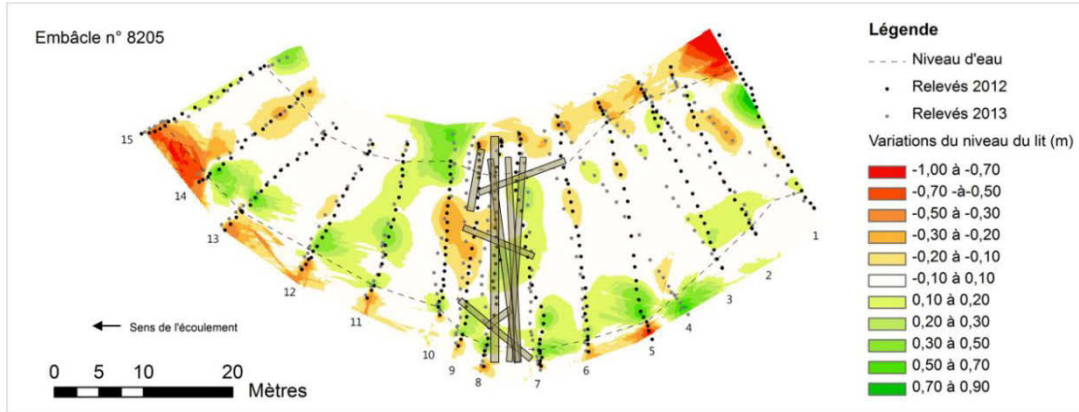 Embâcle n° 8205
15
14
13
12
11
10
9
8
7
6
5
4
3
2
1
Sens de l'écoulement
0 5 10 20
Mètres
Légende
Niveau d'eau
Relevés 2012
Relevés 2013
Variations du niveau du lit (m)
-1,00 à -0,70
-0,70 -à-0,50
-0,50 à -0,30
-0,30 à -0,20
-0,20 à -0,10
-0,10 à 0,10
0,10 à 0,20
0,20 à 0,30
0,30 à 0,50
0,50 à 0,70
0,70 à 0,90